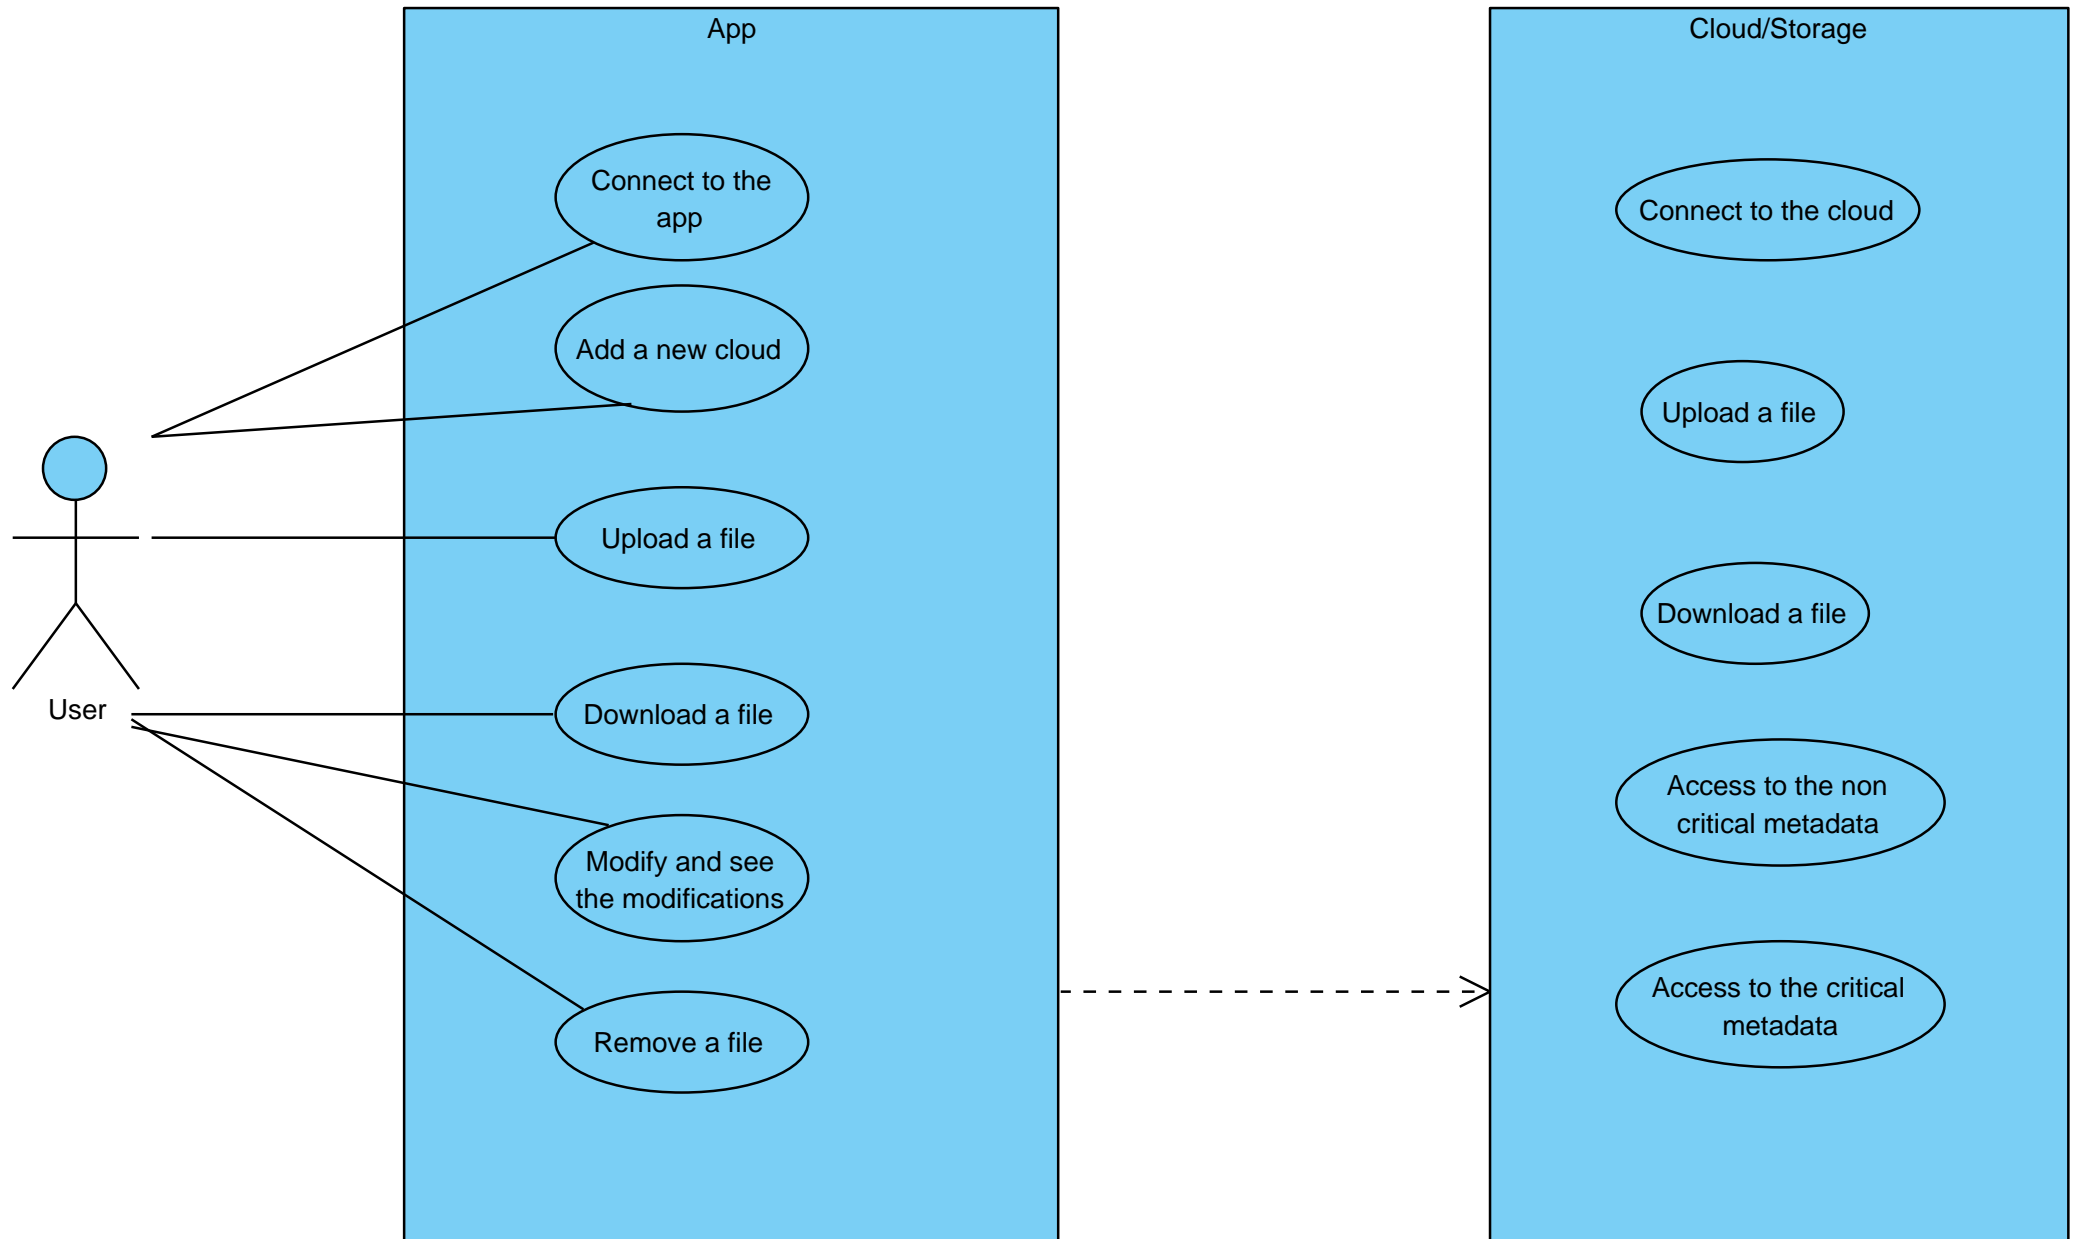 App
Connect to the
app
Add a new cloud
Upload a file
Download a file
Modify and see
the modifications
Remove a file
User
Cloud/Storage
Connect to the cloud
Upload a file
Download a file
Access to the non
critical metadata
Access to the critical
metadata